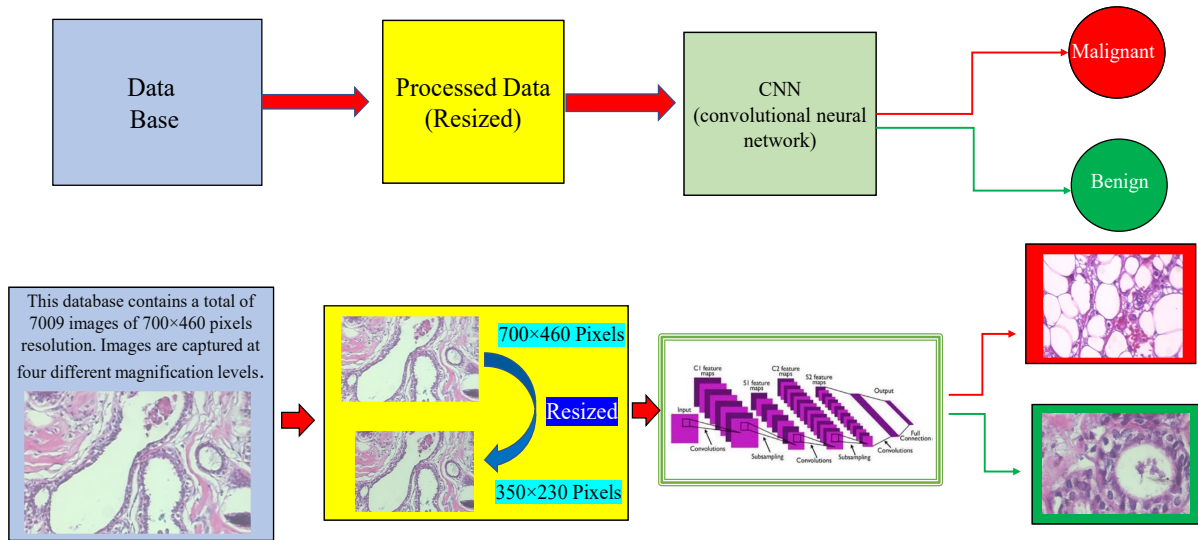 Data
Base
Processed Data
(Resized)
CNN
(convolutional neural
network)
Malignant
Benign
This database contains a total of
7009 images of 700×460 pixels
resolution. Images are captured at
four different magnification levels.
700×460 Pixels
Resized
350×230 Pixels
C1 feature
maps
S1 feature
maps
C2 feature
maps
S2 feature
maps
Output
Input
Convolutions
Subsampling
Convolutions
Subsampling
Convolutions
Full
Connection